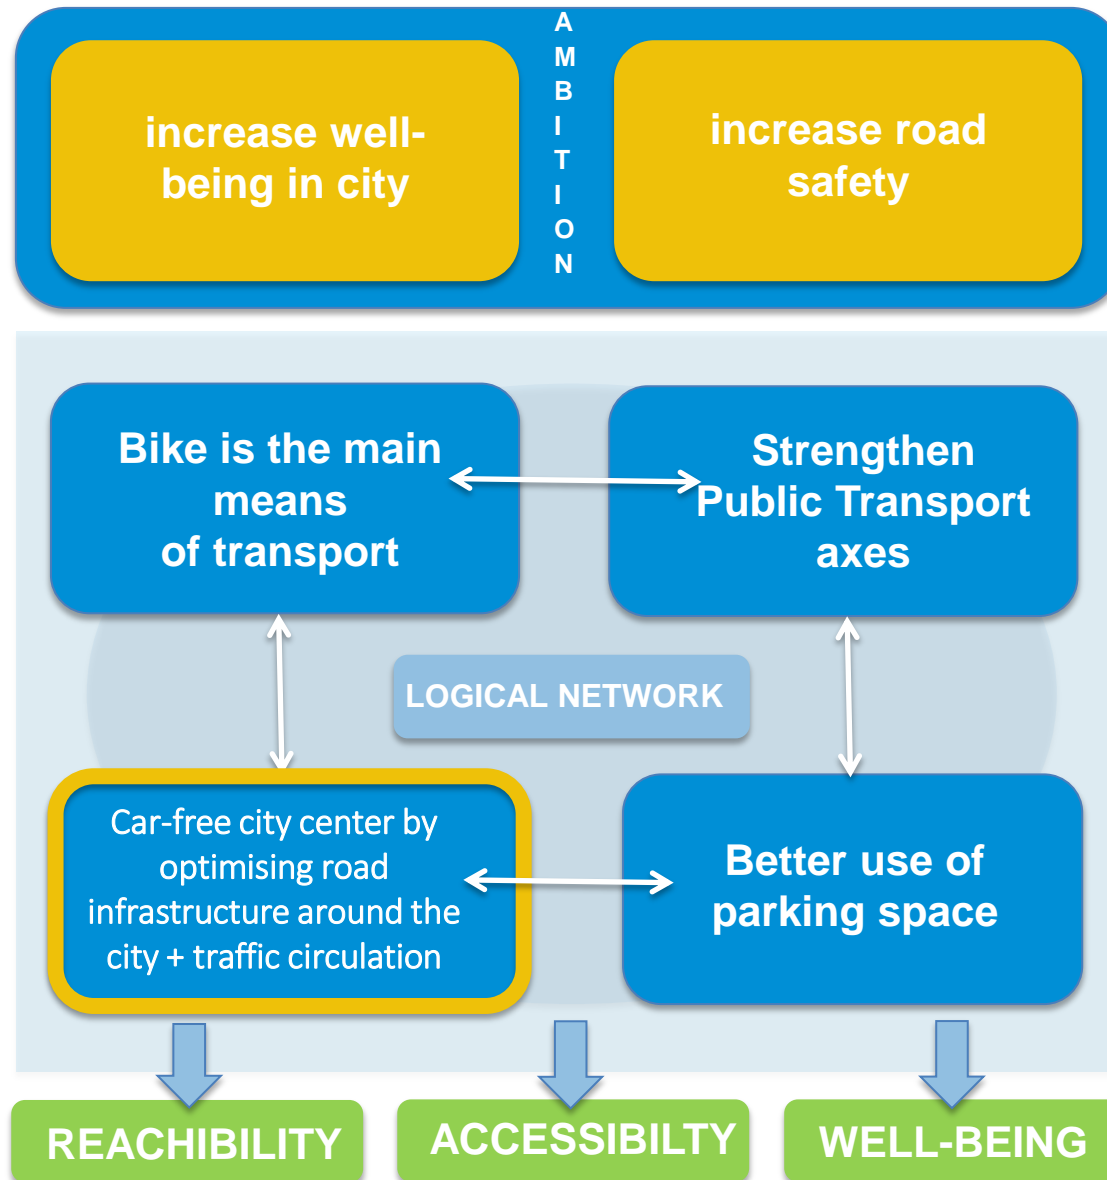 AMBITION
increase well-
being in city
increase road
safety
Bike is the main
means
of transport
Strengthen
Public Transport
axes
LOGICAL NETWORK
Car-free city center by
optimising road
infrastructure around the
city + traffic circulation
Better use of
parking space
REACHIBILITY
ACCESSIBILTY
WELL-BEING